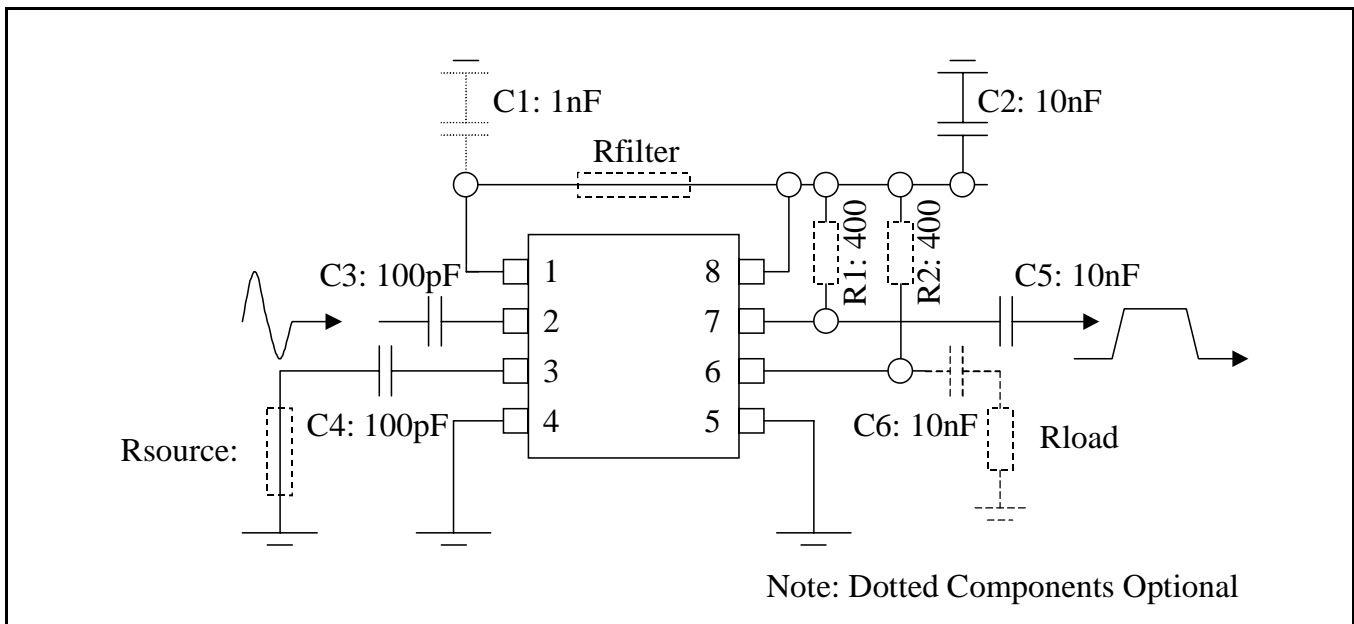 C1: 1nF
C2: 10nF
Rfilter
R1: 400
R2: 400
C3: 100pF
1
8
C5: 10nF
2
7
3
6
C4: 100pF
4
5
C6: 10nF
Rload
Rsource:
Note: Dotted Components Optional